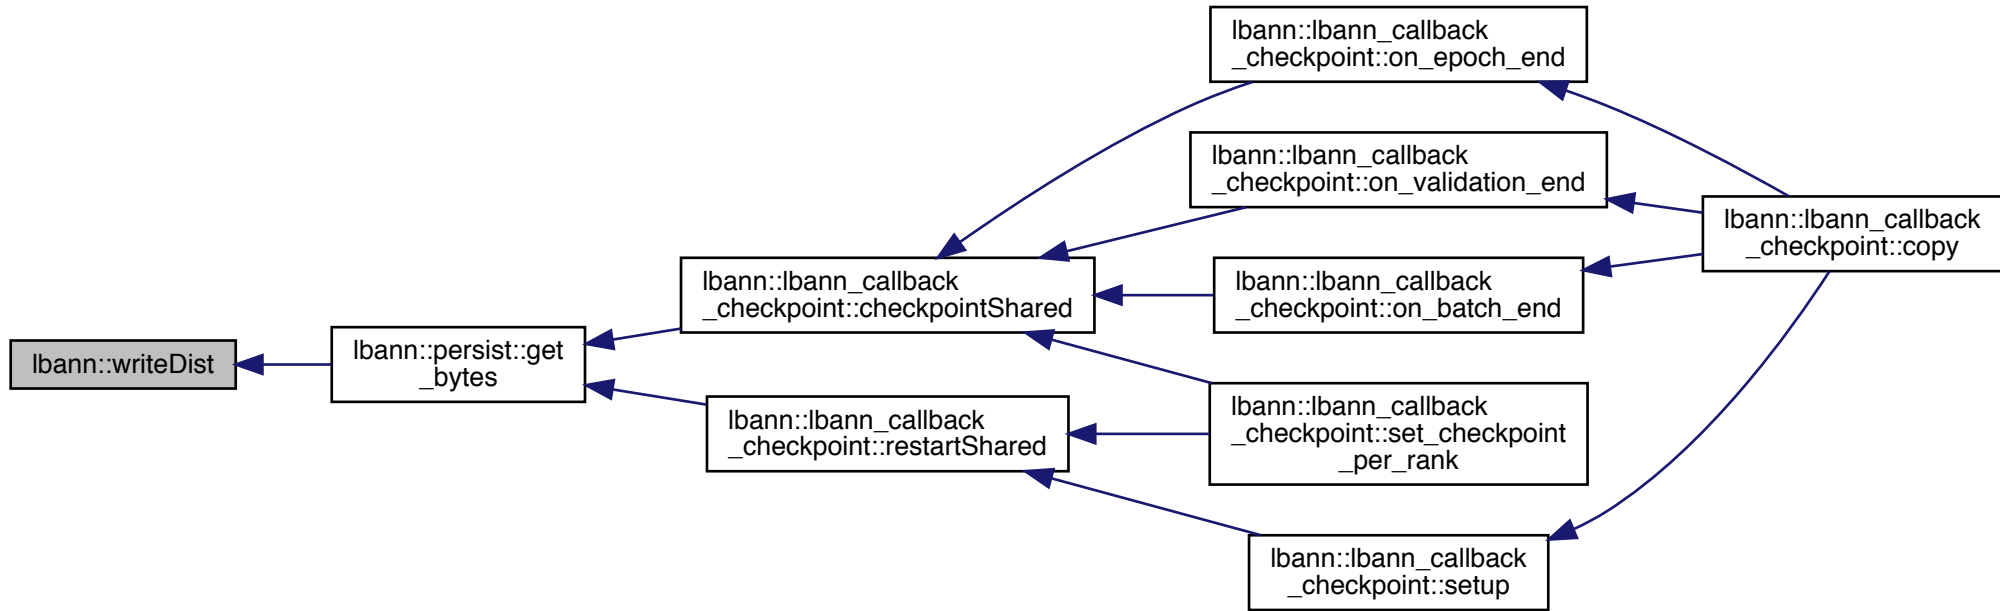 lbann::writeDist
lbann::persist::get
_bytes
lbann::lbann_callback
_checkpoint::checkpointShared
lbann::lbann_callback
_checkpoint::restartShared
lbann::lbann_callback
_checkpoint::on_epoch_end
lbann::lbann_callback
_checkpoint::on_validation_end
lbann::lbann_callback
_checkpoint::on_batch_end
lbann::lbann_callback
_checkpoint::set_checkpoint
_per_rank
lbann::lbann_callback
_checkpoint::setup
lbann::lbann_callback
_checkpoint::copy